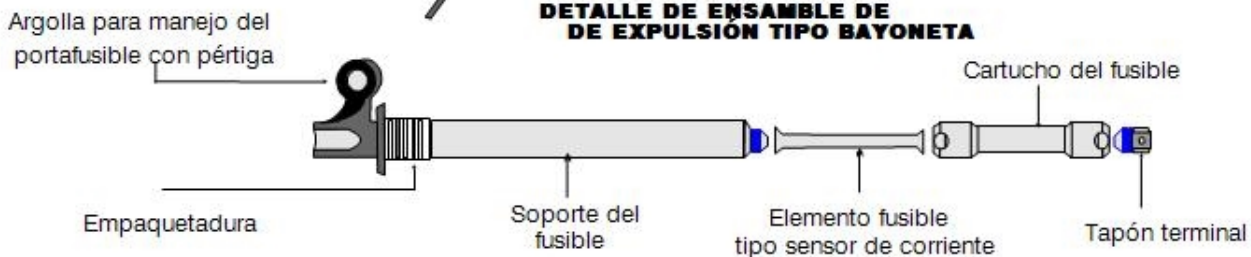 DETALLE DE ENSAMBLE DE
DE EXPULSIÓN TIPO BAYONETA
Argolla para manejo del
portafusible con pértiga
Cartucho del fusible
Empaquetadura
Soporte del
fusible
Elemento fusible
tipo sensor de corriente
Tapón terminal